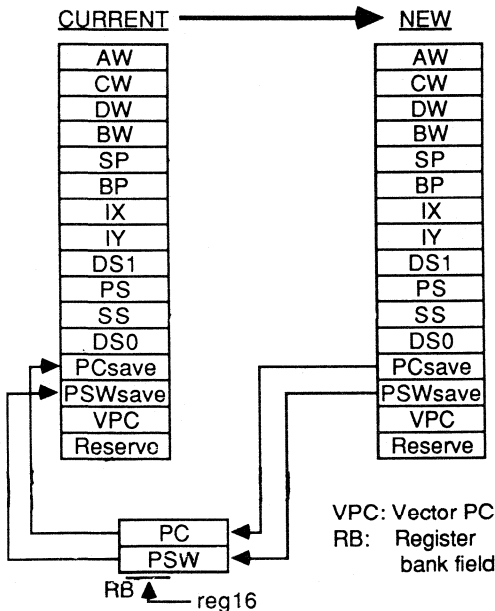 CURRENT
NEW
AW
CW
DW
BW
SP
BP
IX
IY
DS1
PS
SS
DS0
PCsave
PSWsave
VPC
Reserve
AW
CW
DW
BW
SP
BP
IX
IY
DS1
PS
SS
DS0
PCsave
PSWsave
VPC
Reserve
PC
PSW
RB
reg16
VPC: Vector PC
RB: Register
bank field